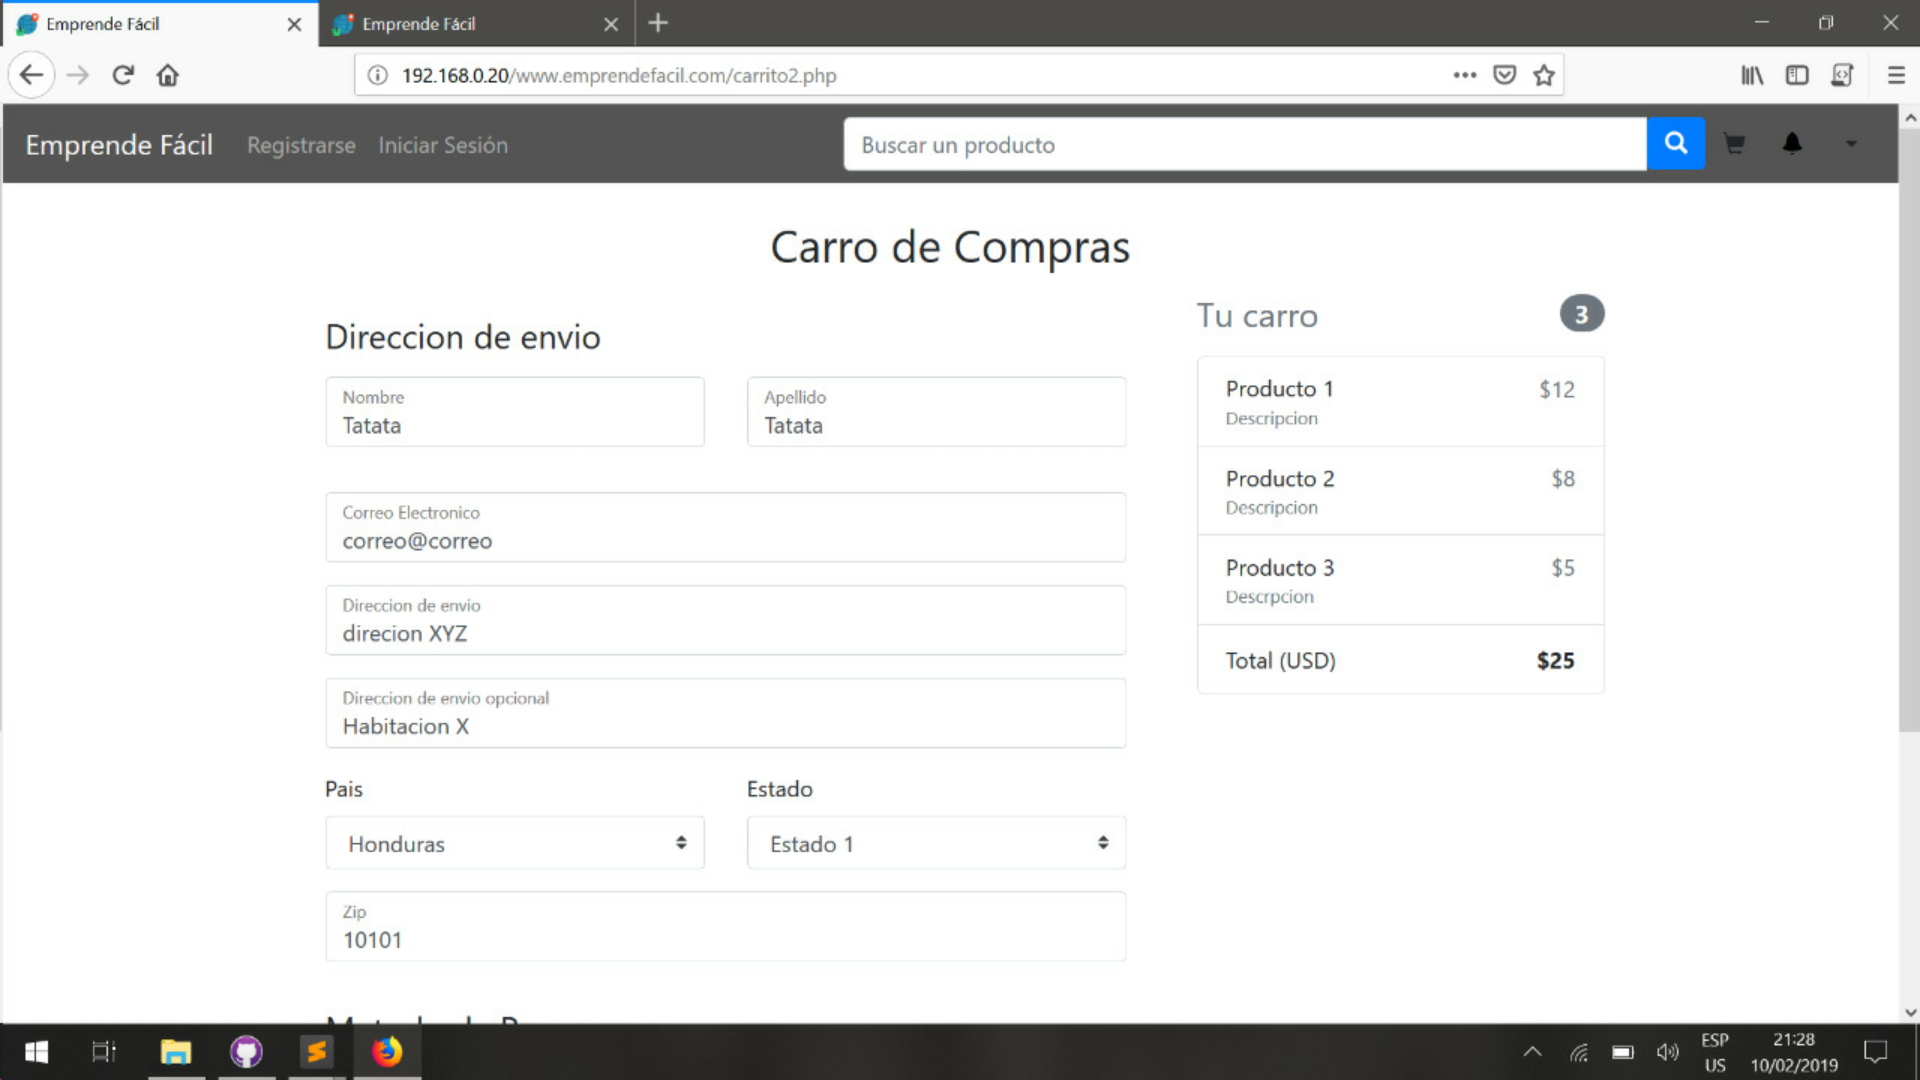 Emprende Fácil
Emprende Fácil
192.168.0.20/www.emprendefacil.com/carrito2.php
Emprende Fácil Registrarse Iniciar Sesión
Buscar un producto
Carro de Compras
Direccion de envio
Nombre
Tatata
Apellido
Tatata
Correo Electronico
correo@correo
Direccion de envio
direcion XYZ
Direccion de envio opcional
Habitacion X
Pais
Honduras
Estado
Estado 1
Zip
10101
Tu carro
3
Producto 1 $12
Descripcion
Producto 2 $8
Descripcion
Producto 3 $5
Descrpcion
Total (USD) $25
ESP
US
21:28
10/02/2019